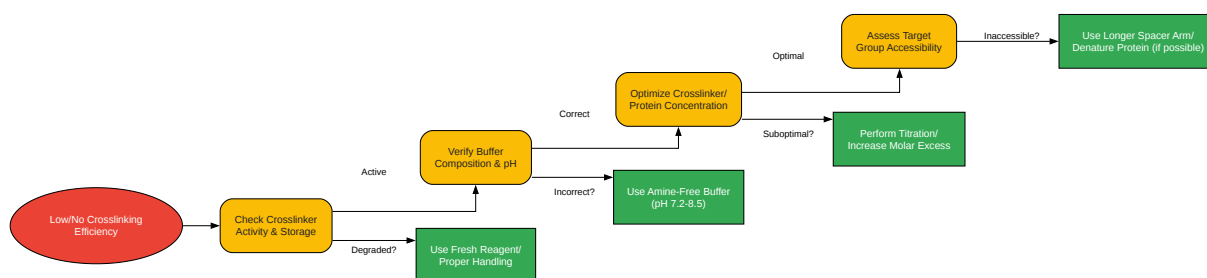 Low/No Crosslinking
Efficiency
Check Crosslinker
Activity & Storage
Degraded?
Use Fresh Reagent/
Proper Handling
Active
Verify Buffer
Composition & pH
Incorrect?
Use Amine-Free Buffer
(pH 7.2-8.5)
Correct
Optimize Crosslinker/
Protein Concentration
Suboptimal?
Perform Titration/
Increase Molar Excess
Optimal
Assess Target
Group Accessibility
Inaccessible?
Use Longer Spacer Arm/
Denature Protein (if possible)